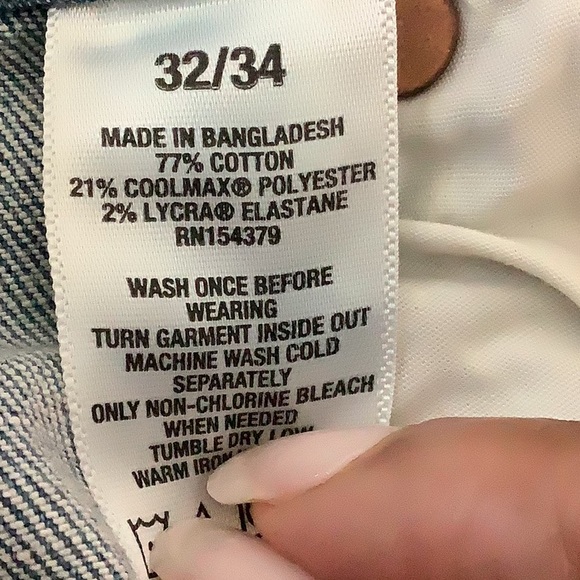 32/34
MADE IN BANGLADESH
77% COTTON
21% COOLMAX® POLYESTER
2% LYCRA® ELASTANE
RN154379
WASH ONCE BEFORE
WEARING
TURN GARMENT INSIDE OUT
MACHINE WASH COLD
SEPARATELY
ONLY NON-CHLORINE BLEACH
WHEN NEEDED
TUMBLE DRY LOW
WARM IRON